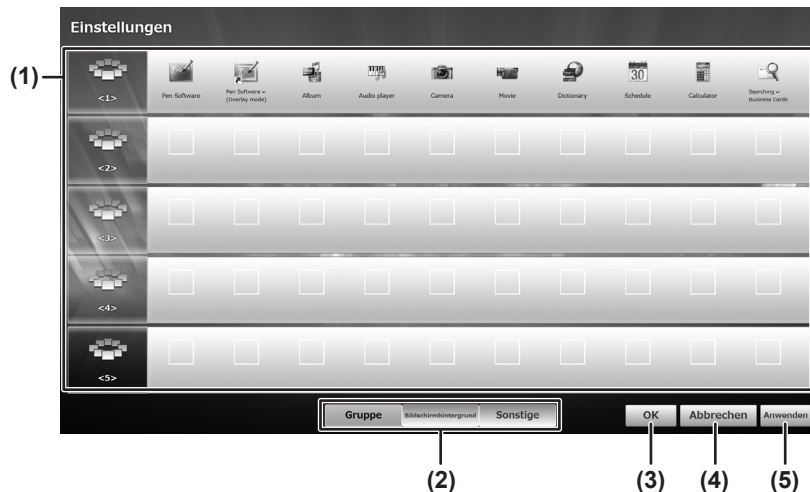 Einstellungen
(1)
<1>
Pen Software
Pen Software
(Overlay mode)
Album
Audio player
Camera
Movie
Dictionary
30
Schedule
Calculator
Searching
Business Cards
<2>
<3>
<4>
<5>
Gruppe
Bildschirmhintergrund
Sonstige
OK
Abbrechen
Anwenden
(2)
(3)
(4)
(5)